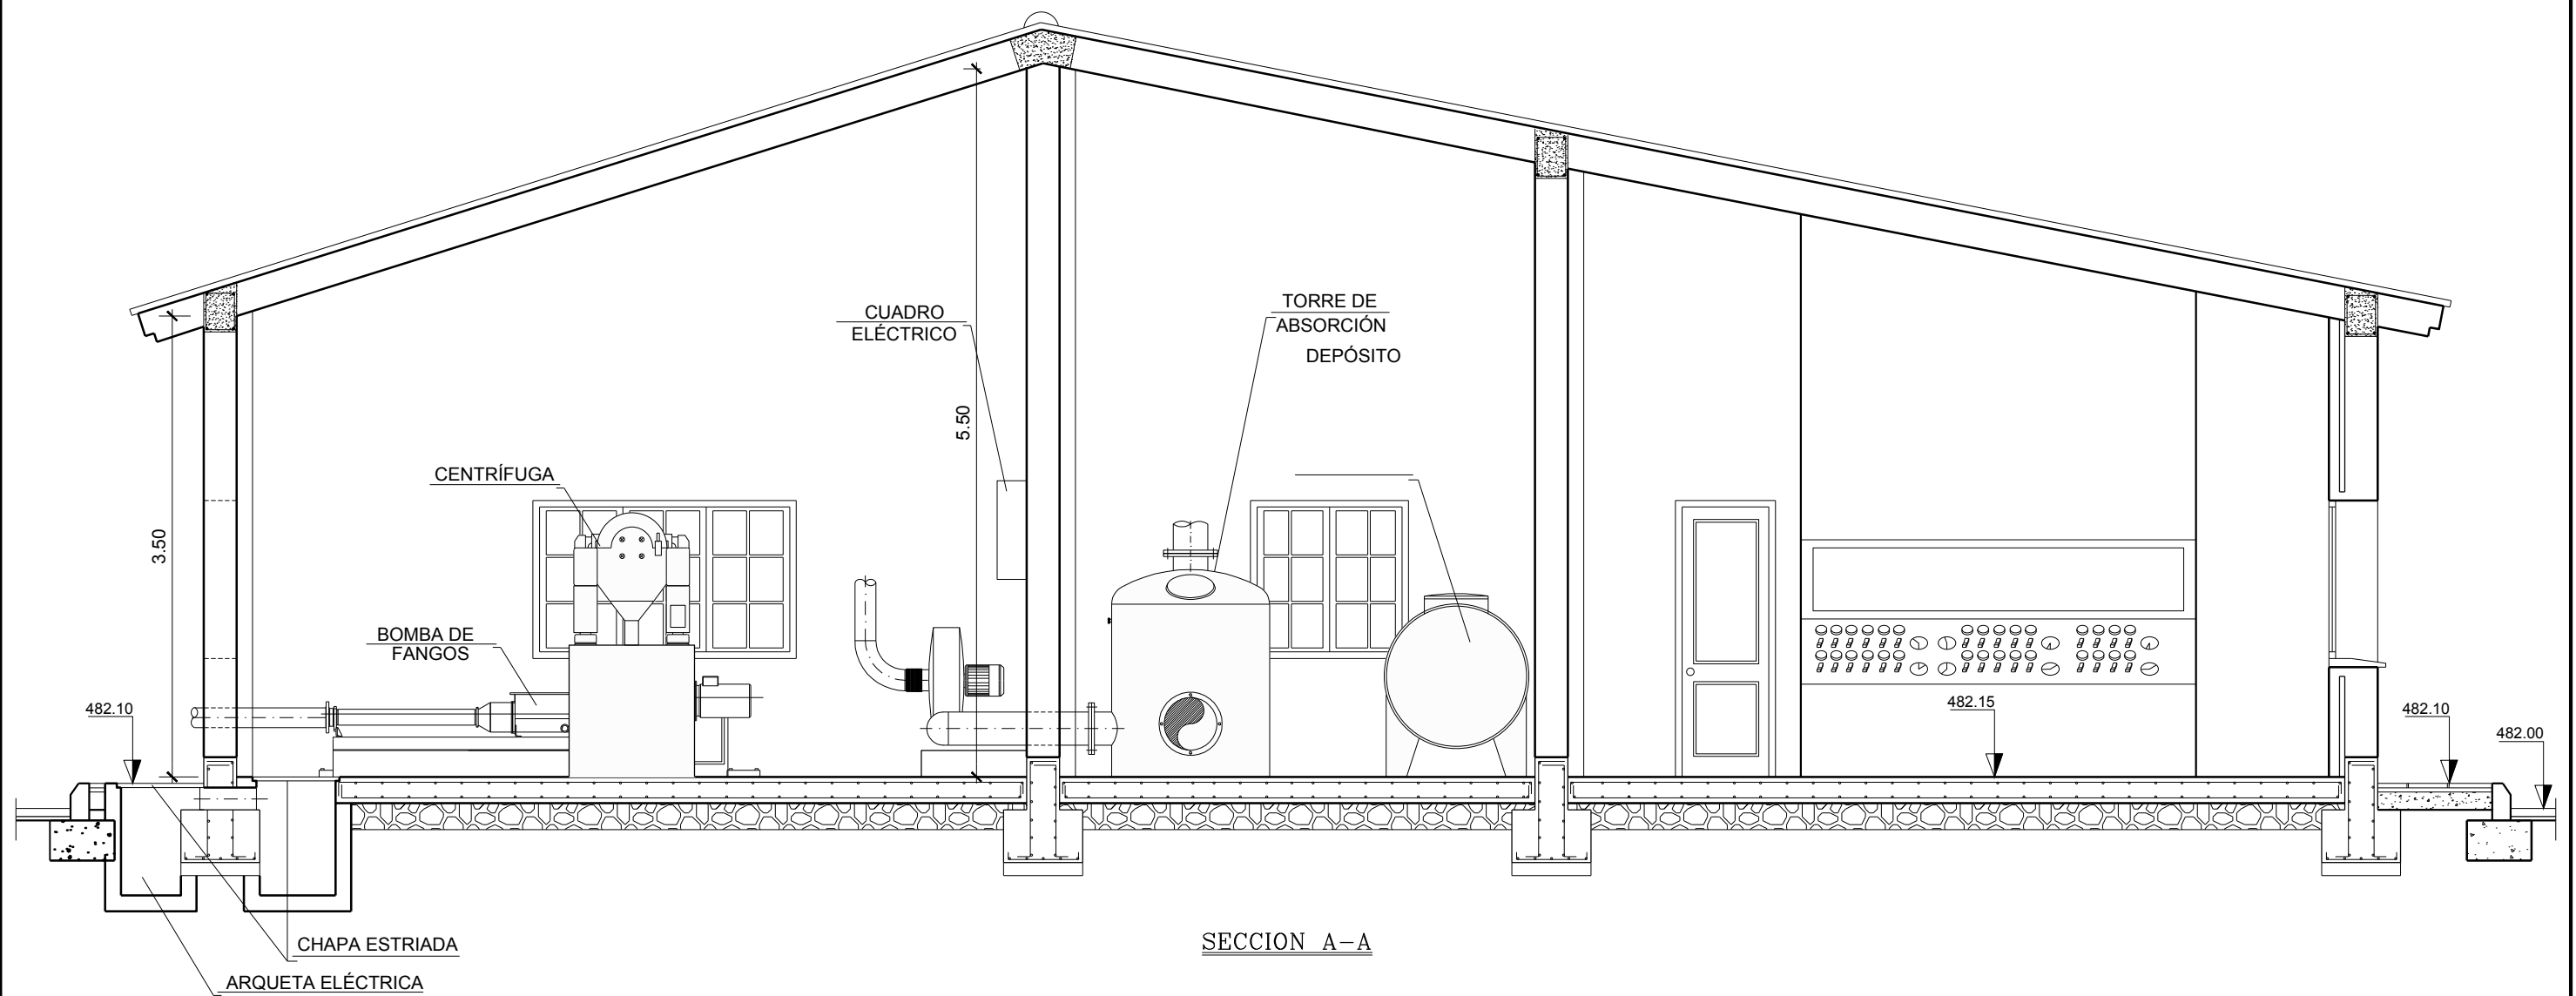 CUADRO
ELÉCTRICO
TORRE DE
ABSORCIÓN
DEPÓSITO
5.50
CENTRÍFUGA
3.50
BOMBA DE
FANGOS
482.10
482.15
482.10
482.00
CHAPA ESTRIADA
SECCION A-A
ARQUETA ELÉCTRICA